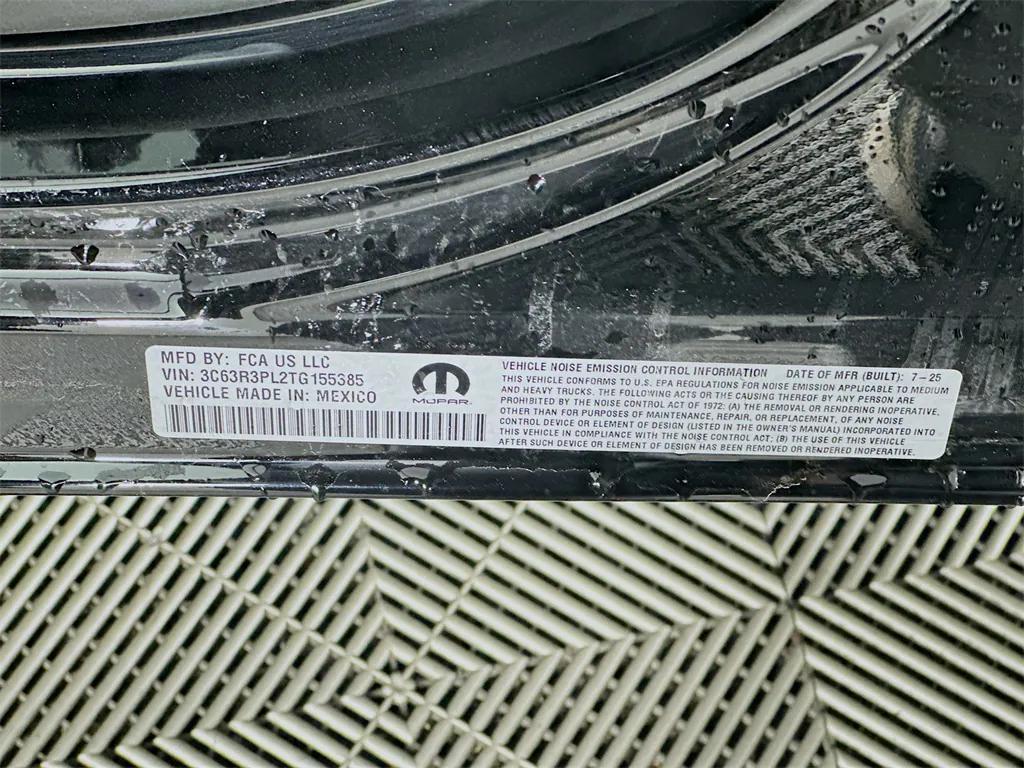 MFD BY: FCA US LLC
VIN: 3C63R3PL2TG155385
VEHICLE MADE IN: MEXICO
MOPAR
VEHICLE NOISE EMISSION CONTROL INFORMATION DATE OF MFR (BUILT): 7-25
THIS VEHICLE CONFORMS TO U.S. EPA REGULATIONS FOR NOISE EMISSION APPLICABLE TO MEDIUM
AND HEAVY TRUCKS. THE FOLLOWING ACTS OR THE CAUSING THEREOF BY ANY PERSON ARE
PROHIBITED BY THE NOISE CONTROL ACT OF 1972: (A) THE REMOVAL OR RENDERING INOPERATIVE,
OTHER THAN FOR PURPOSES OF MAINTENANCE, REPAIR, OR REPLACEMENT, OF ANY NOISE
CONTROL DEVICE OR ELEMENT OF DESIGN (LISTED IN THE OWNER'S MANUAL) INCORPORATED INTO
THIS VEHICLE IN COMPLIANCE WITH THE NOISE CONTROL ACT; (B) THE USE OF THIS VEHICLE
AFTER SUCH DEVICE OR ELEMENT OF DESIGN HAS BEEN REMOVED OR RENDERED INOPERATIVE.